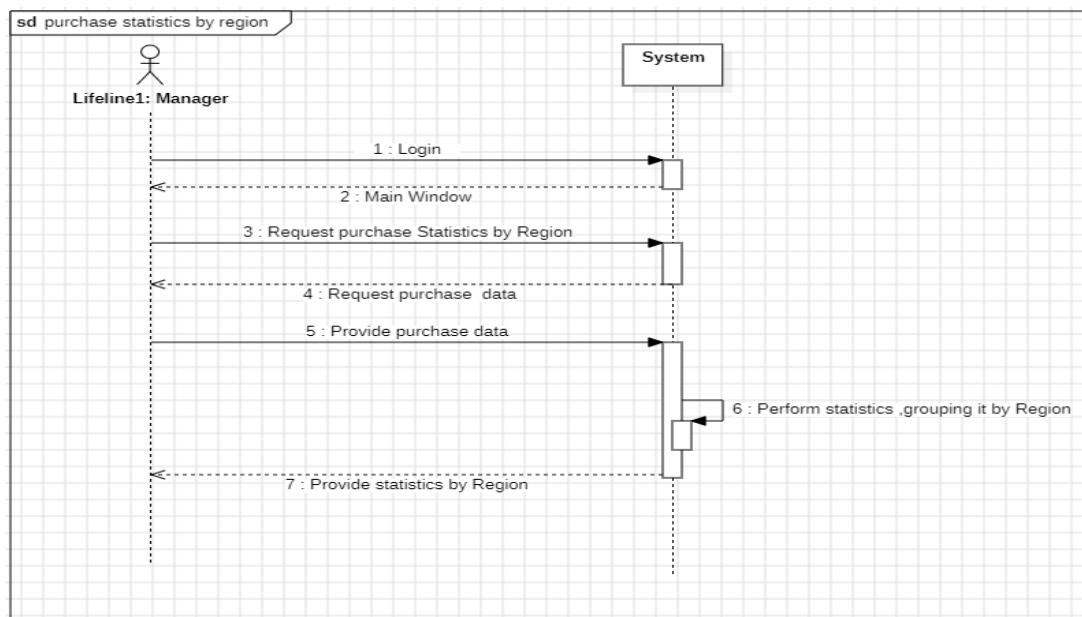 sd purchase statistics by region
System
Lifeline1: Manager
1 : Login
2 : Main Window
3 : Request purchase Statistics by Region
4 : Request purchase  data
5 : Provide purchase data
6 : Perform statistics ,grouping it by Region
7 : Provide statistics by Region